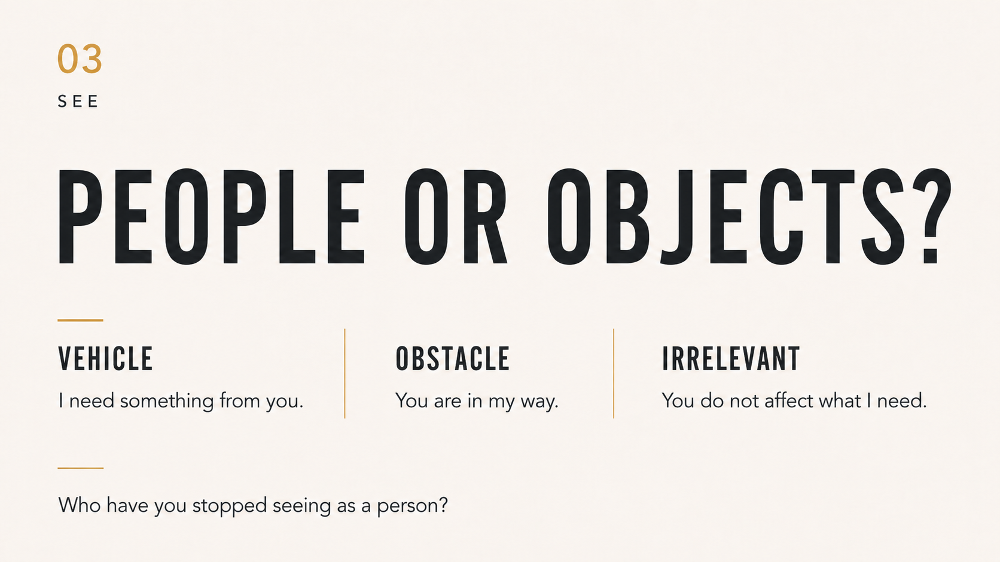 03
SEE
PEOPLE OR OBJECTS?
VEHICLE
I need something from you.
OBSTACLE
You are in my way.
IRRELEVANT
You do not affect what I need.
Who have you stopped seeing as a person?